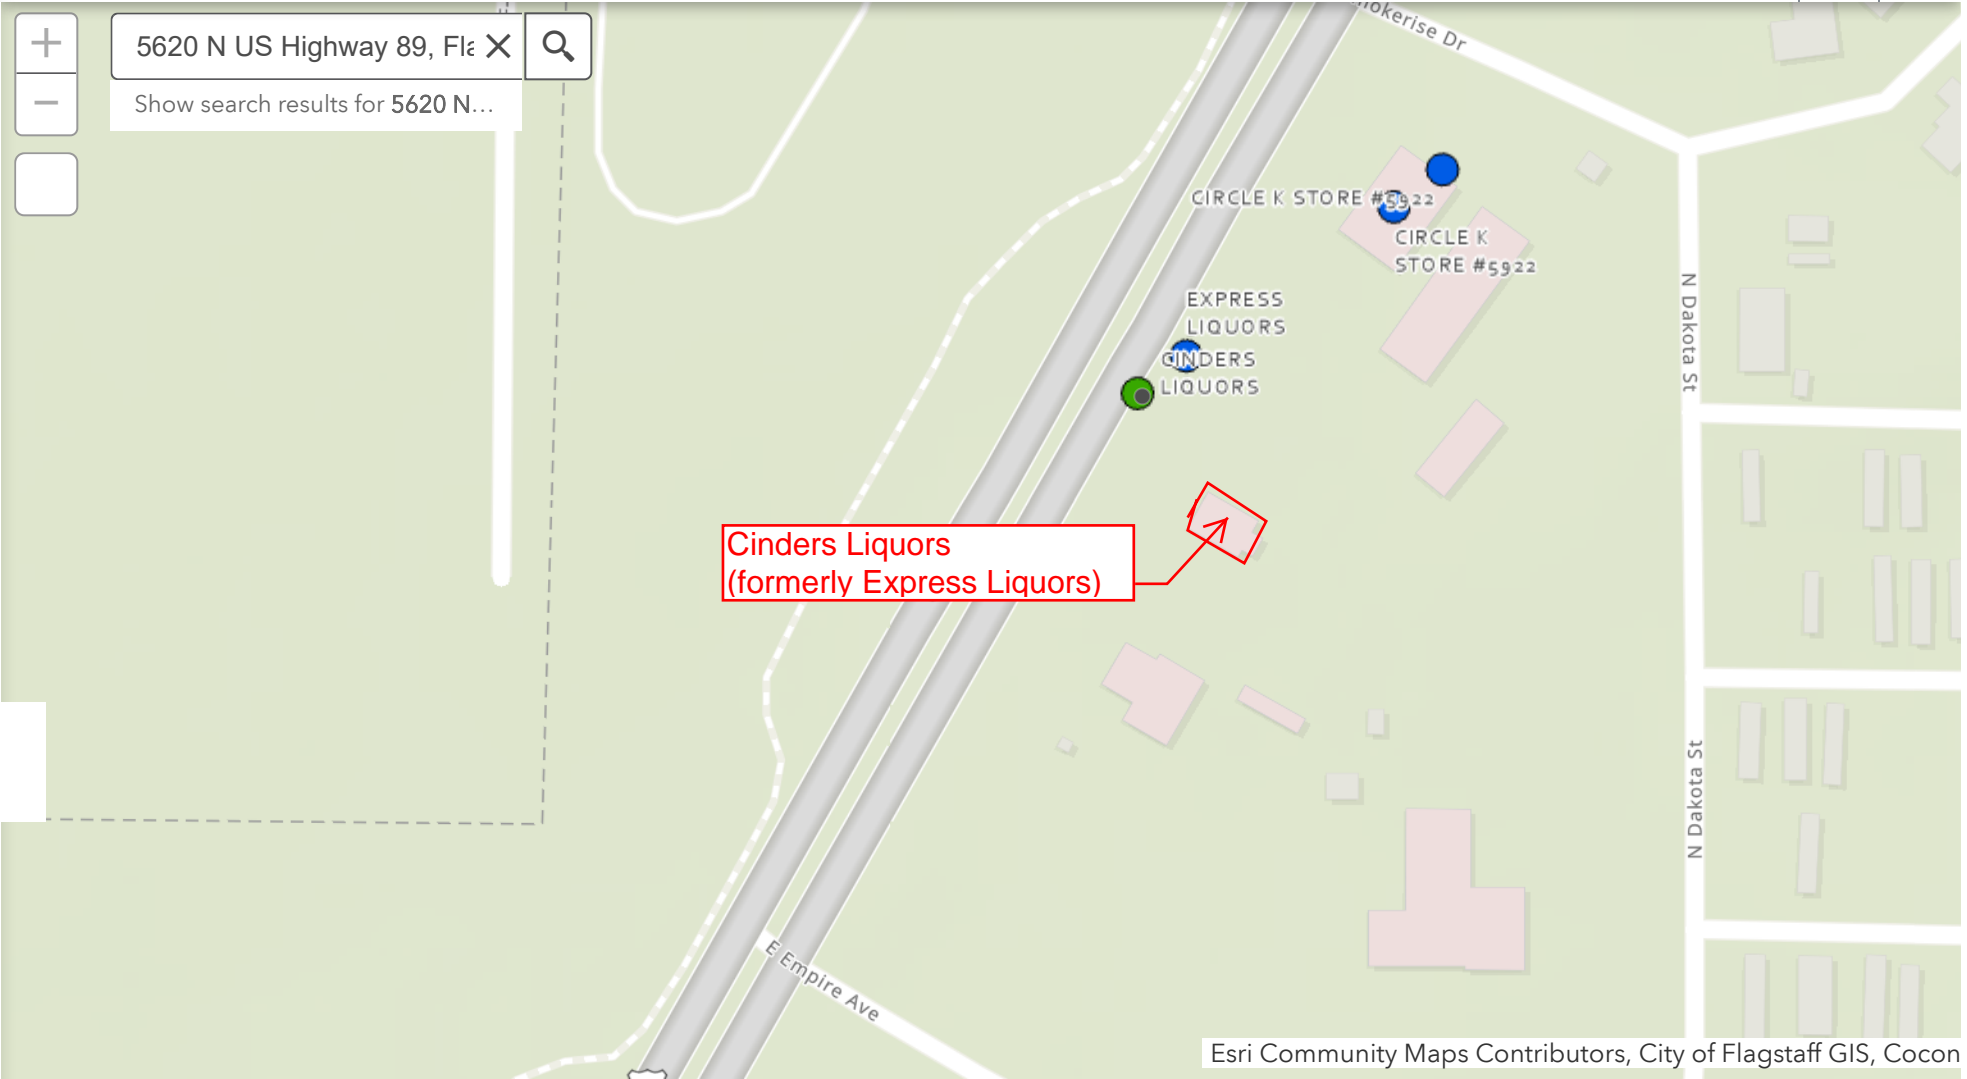 5620 N US Highway 89, Fla
Show search results for 5620 N...
okerise Dr
CIRCLE K STORE #5922
CIRCLE K
STORE #5922
EXPRESS
LIQUORS
CINDERS
LIQUORS
N Dakota St
Cinders Liquors
(formerly Express Liquors)
N Dakota St
E Empire Ave
Esri Community Maps Contributors, City of Flagstaff GIS, Cocon